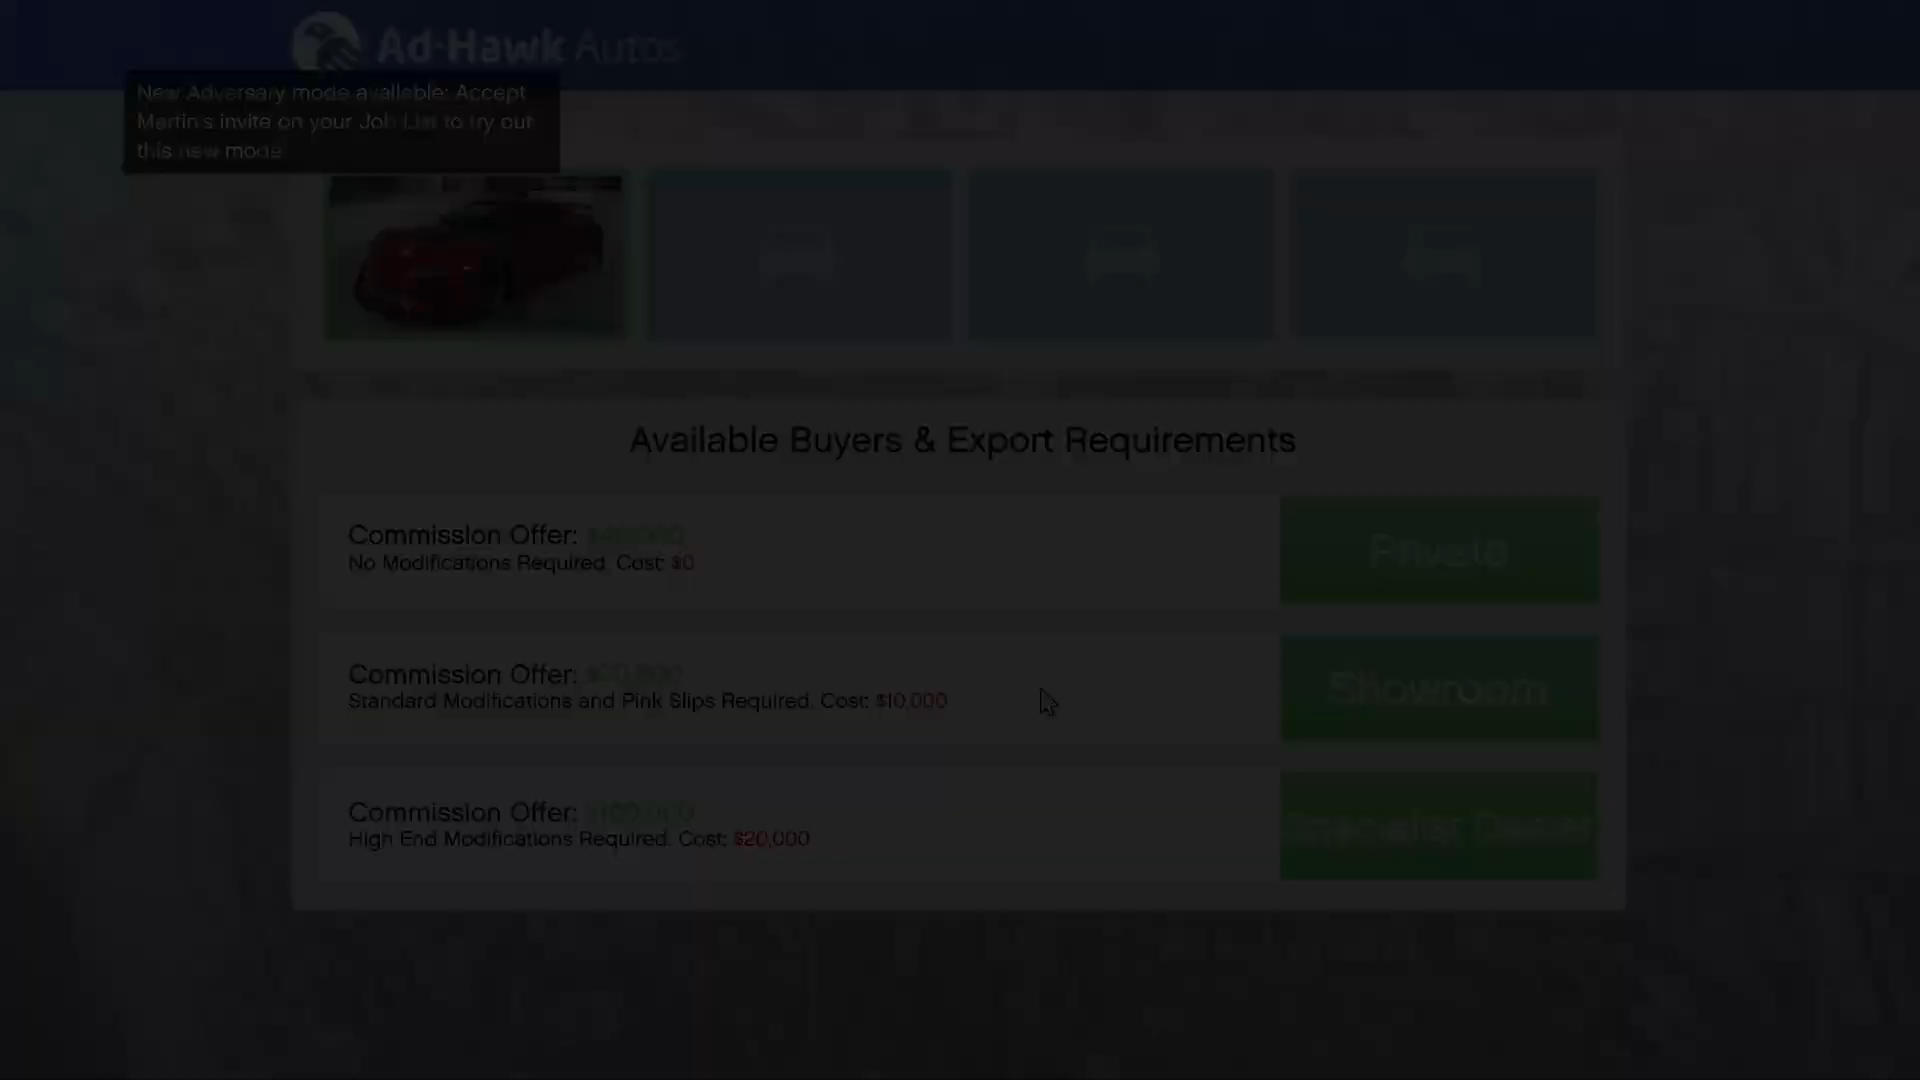 Ad-Hawk Autos
New Adversary mode available: Accept
Martin's invite on your Job List to try out
this new mode
Available Buyers & Export Requirements
Commission Offer:
No Modifications Required. Cost: $0
Private
Commission Offer:
Standard Modifications and Pink Slips Required. Cost: $10,000
Showroom
Commission Offer:
High End Modifications Required. Cost: $20,000
Specialist Dealer